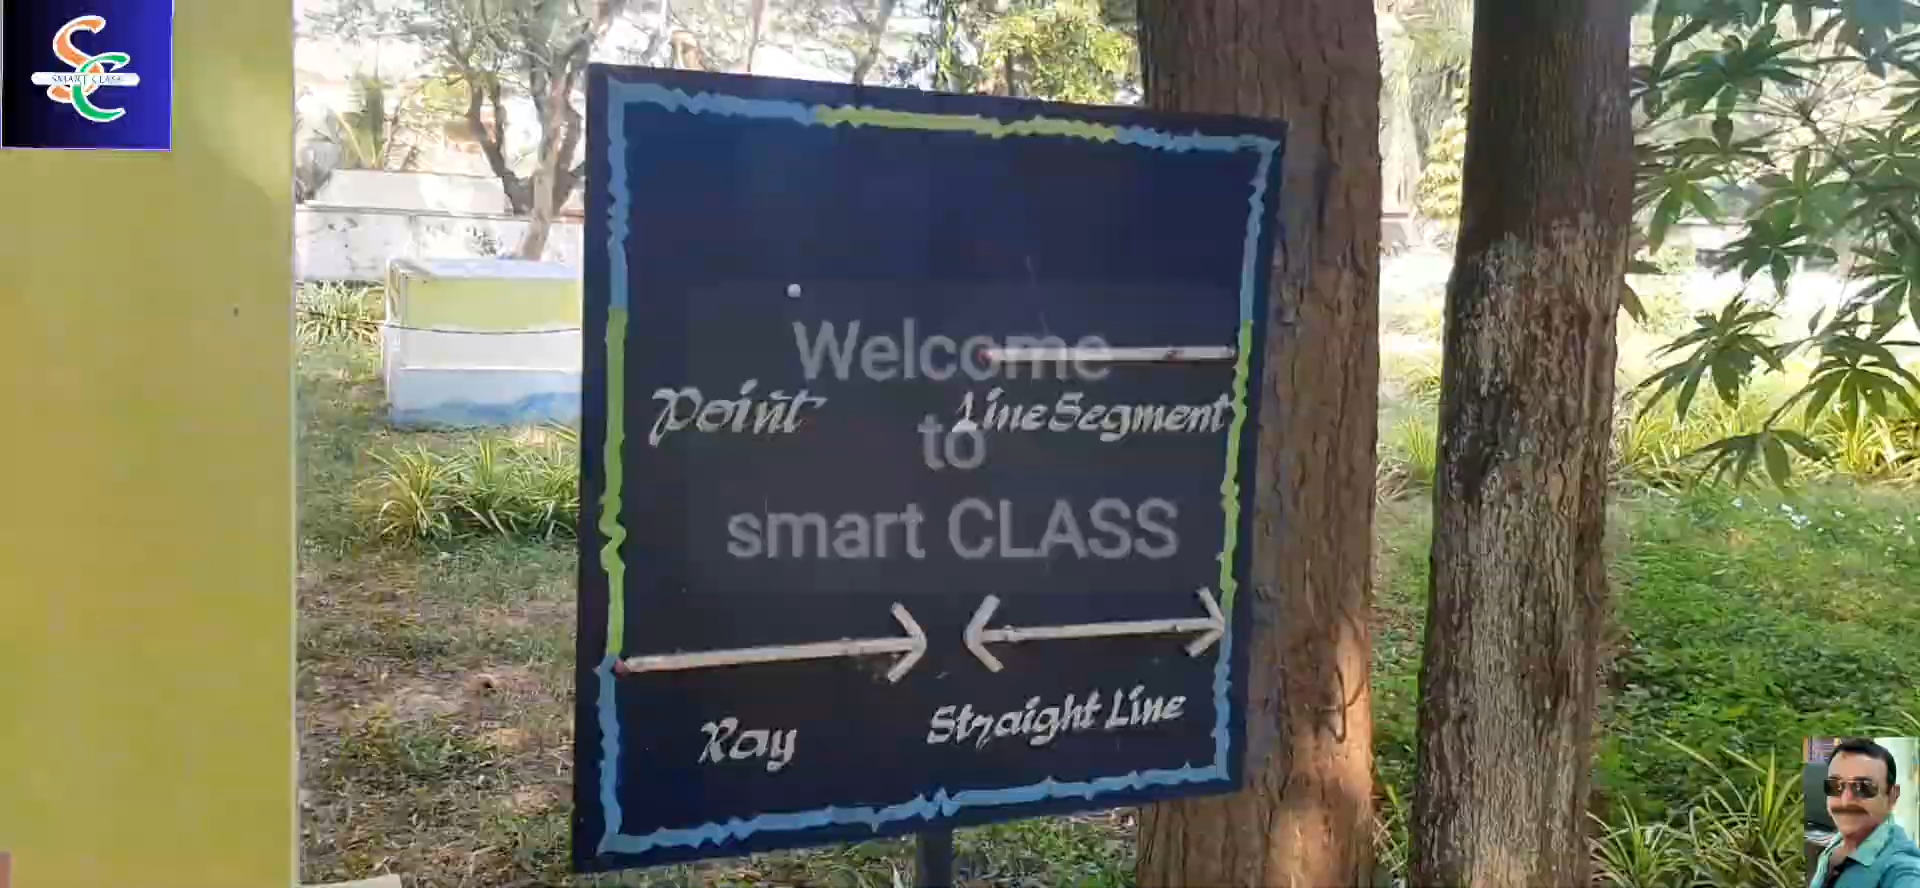 SMART CLASS
Welcome
to
smart CLASS
Point
Line Segment
Ray
Straight Line